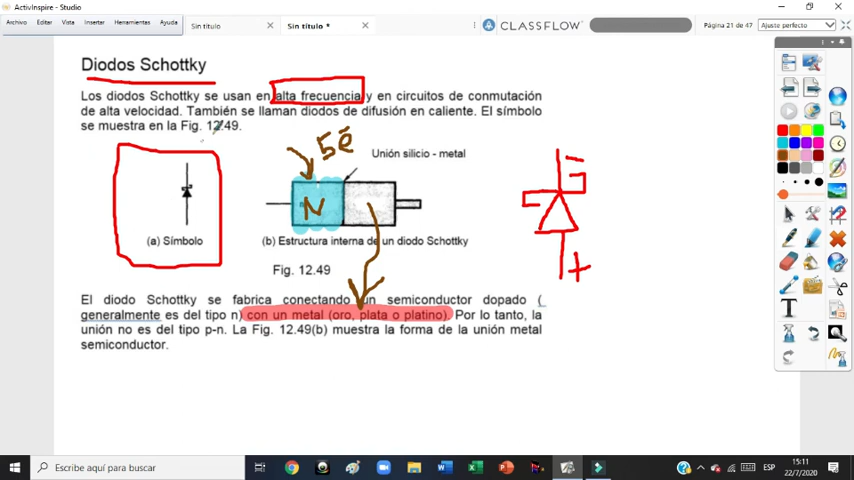 ActivInspire - Studio
Archivo Editar Vista Insertar Herramientas Ayuda
Sin título
Sin título *
CLASSFLOW
Página 21 de 47
Ajuste perfecto
Diodos Schottky
Los diodos Schottky se usan en alta frecuencia y en circuitos de conmutación
de alta velocidad. También se llaman diodos de difusión en caliente. El símbolo
se muestra en la Fig. 12.49.
5ē
Unión silicio - metal
N
(a) Símbolo
(b) Estructura interna de un diodo Schottky
Fig. 12.49
+
El diodo Schottky se fabrica conectando un semiconductor dopado (
generalmente es del tipo n) con un metal (oro, plata o platino). Por lo tanto, la
unión no es del tipo p-n. La Fig. 12.49(b) muestra la forma de la unión metal
semiconductor.
Escribe aquí para buscar
ESP
15:11
22/7/2020